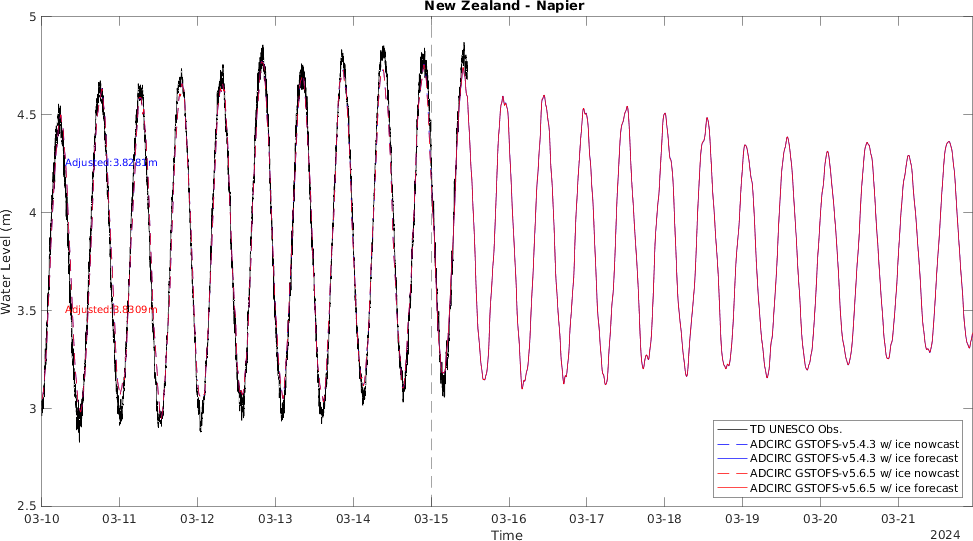 New Zealand - Napier
5
4.5
Adjusted:3.8281m
4
Water Level (m)
3.5
Adjusted:3.8309m
3
2.5
TD UNESCO Obs.
ADCIRC GSTOFS-v5.4.3 w/ ice nowcast
ADCIRC GSTOFS-v5.4.3 w/ ice forecast
ADCIRC GSTOFS-v5.6.5 w/ ice nowcast
ADCIRC GSTOFS-v5.6.5 w/ ice forecast
03-10 03-11 03-12 03-13 03-14 03-15 03-16 03-17 03-18 03-19 03-20 03-21
Time
2024